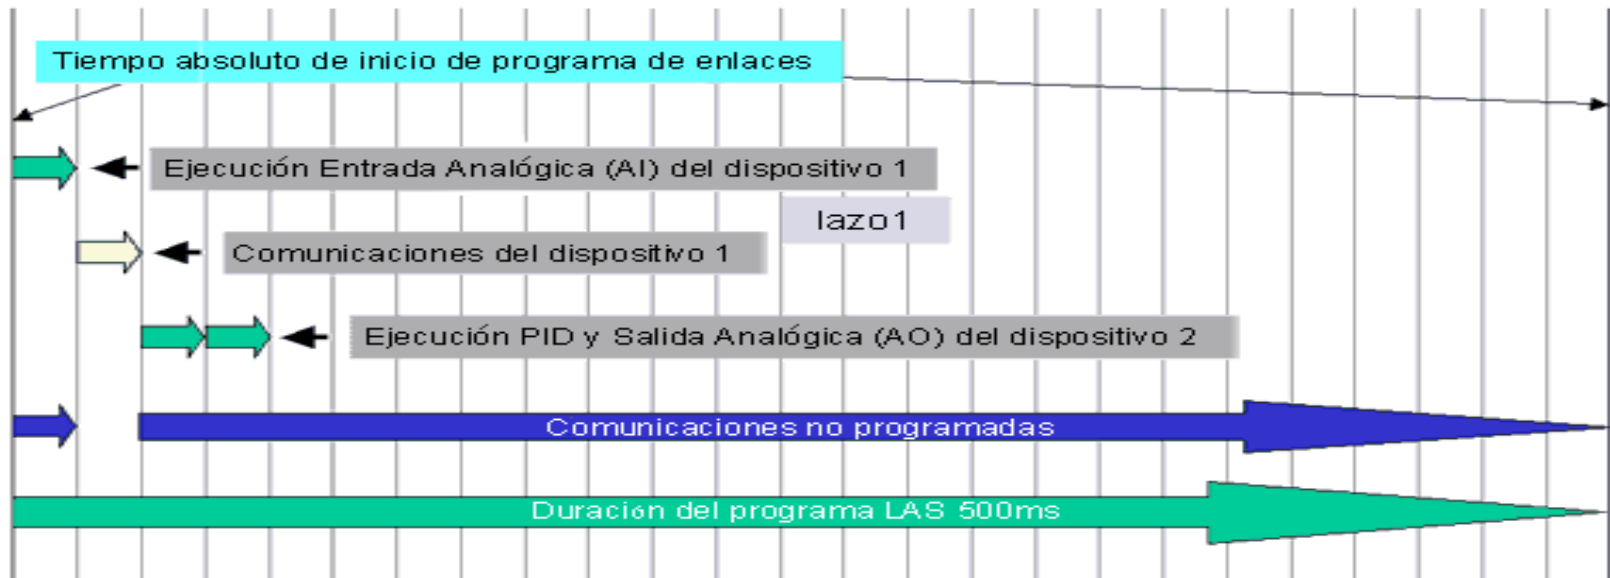 Tiempo absoluto de inicio de programa de enlaces
Ejecución Entrada Analógica (AI) del dispositivo 1
lazo1
Comunicaciones del dispositivo 1
Ejecución PID y Salida Analógica (AO) del dispositivo 2
Comunicaciones no programadas
Duración del programa LAS 500ms